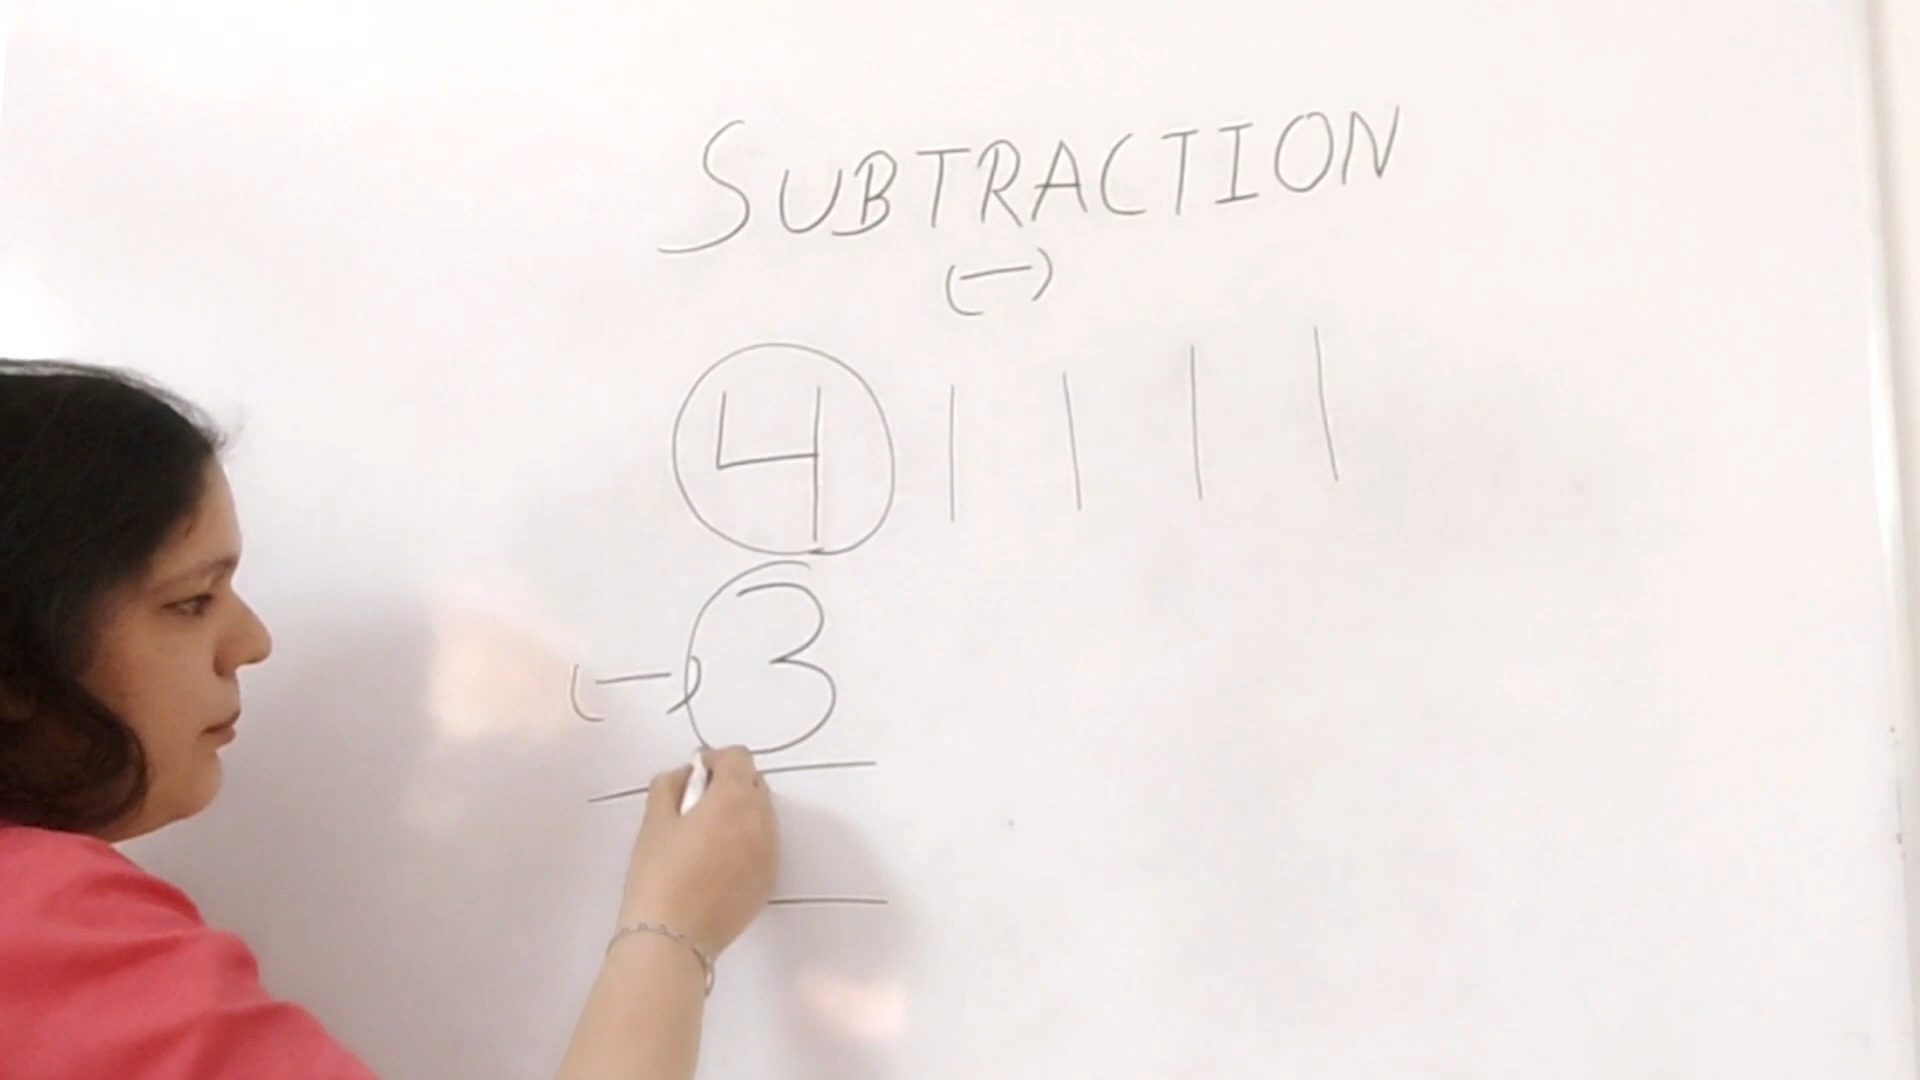 SUBTRACTION
(—)
4 | | | |
(—) 3